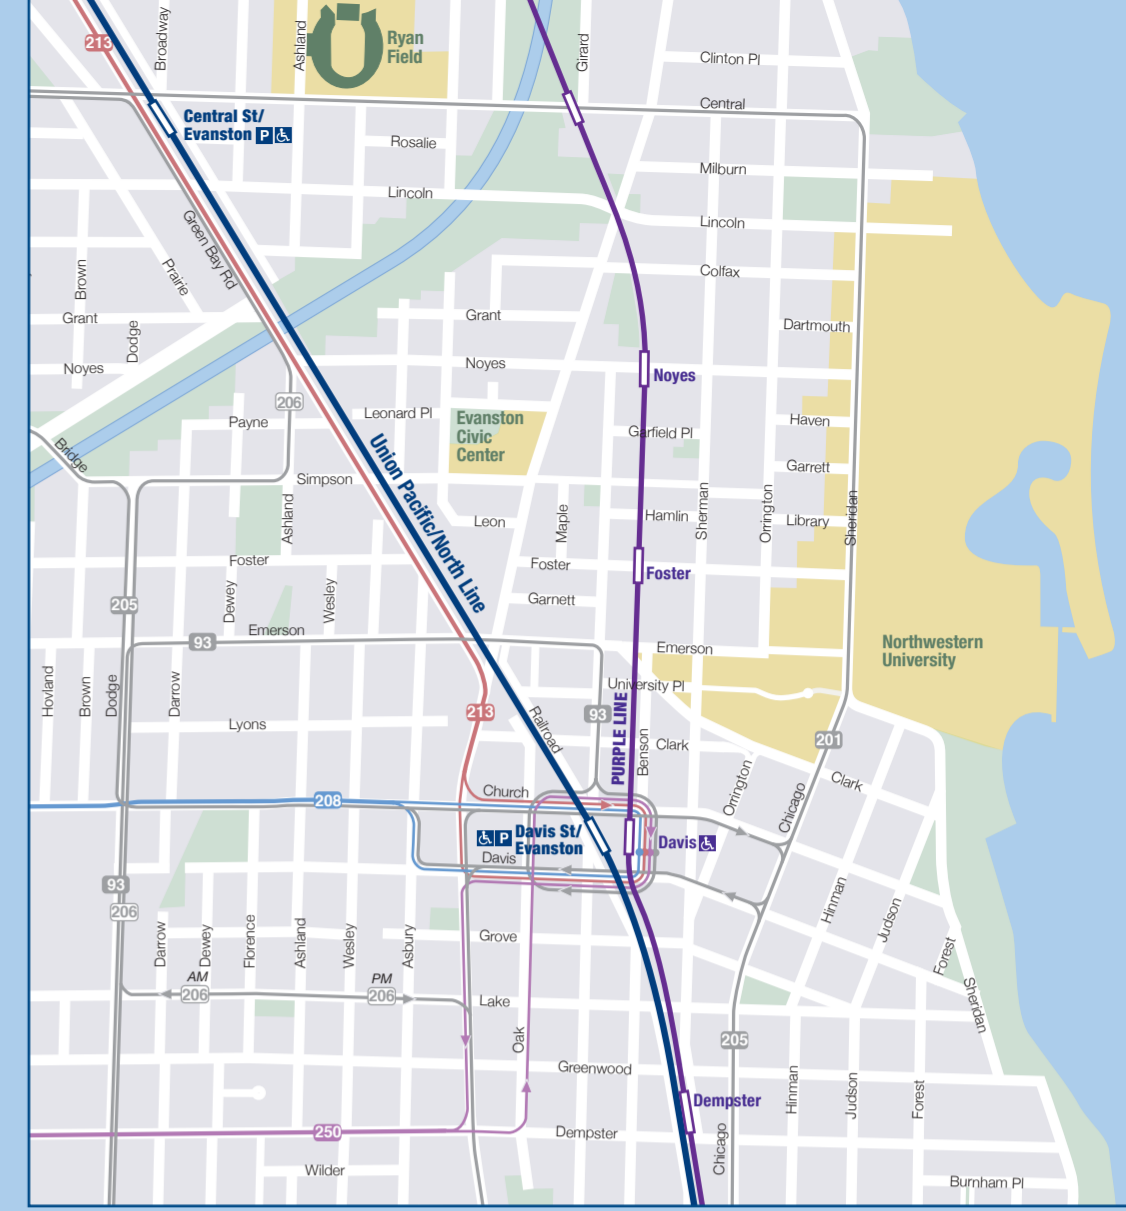 213
Broadway
Ashland
Ryan
Field
Girard
Clinton Pl
Central St/
Evanston P
Central
Rosalie
Milburn
Lincoln
Lincoln
Green Bay Rd
Prairie
Brown
Colfax
Grant
Grant
Dodge
Dartmouth
Noyes
Noyes
Noyes
206
Payne
Leonard Pl
Evanston
Civic
Center
Garfield Pl
Haven
Bridge
Union Pacific/North Line
Garrett
Simpson
Ashland
Leon
Maple
Hamlin
Sherman
Orrington
Library
Sheridan
Foster
Foster
Foster
Dewey
Wesley
Garnett
205
93
Emerson
Emerson
Northwestern
University
Hovland
Brown
Dodge
Darrow
University Pl
213
93
PURPLE LINE
Benson
Railroad
Lyons
Clark
201
Orrington
Chicago
Clark
Church
208
P Davis St/
Evanston
Davis
Davis
93
206
Hinman
Judson
Darrow
Dewey
Florence
Ashland
Wesley
Asbury
Grove
Forest
Sheridan
AM
206
PM
206
Lake
Oak
205
Greenwood
Hinman
Judson
Forest
Dempster
250
Dempster
Chicago
Wilder
Burnham Pl